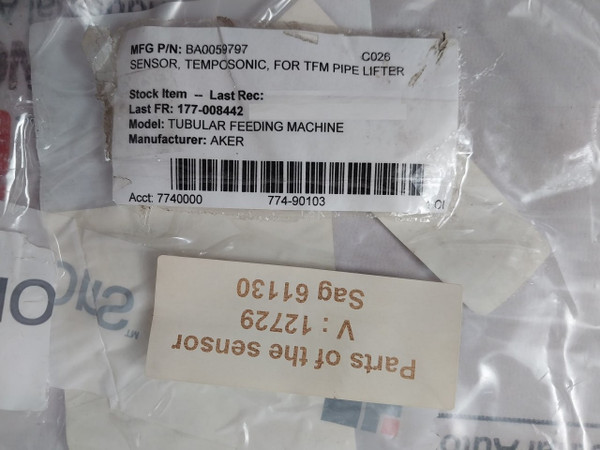 MFG P/N: BA0059797
C026
SENSOR, TEMPOSONIC, FOR TFM PIPE LIFTER
Stock Item -- Last Rec:
Last FR: 177-008442
Model: TUBULAR FEEDING MACHINE
Manufacturer: AKER
Acct: 7740000 774-90103
Parts of the sensor
V : 12729
Sag 61130